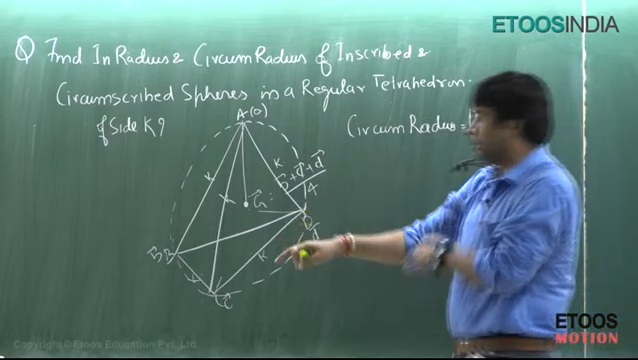 ETOOSINDIA
Q Find In Radius & Circum Radius of Inscribed &
Circumscribed Spheres in a Regular Tetrahedron.
of Side K?
Circum Radius =
A(0)
K
K
b+c+d
4
G
D
d
b B
K
C
Copyright © Etoos Education Pvt. Ltd.
ETOOS
MOTION